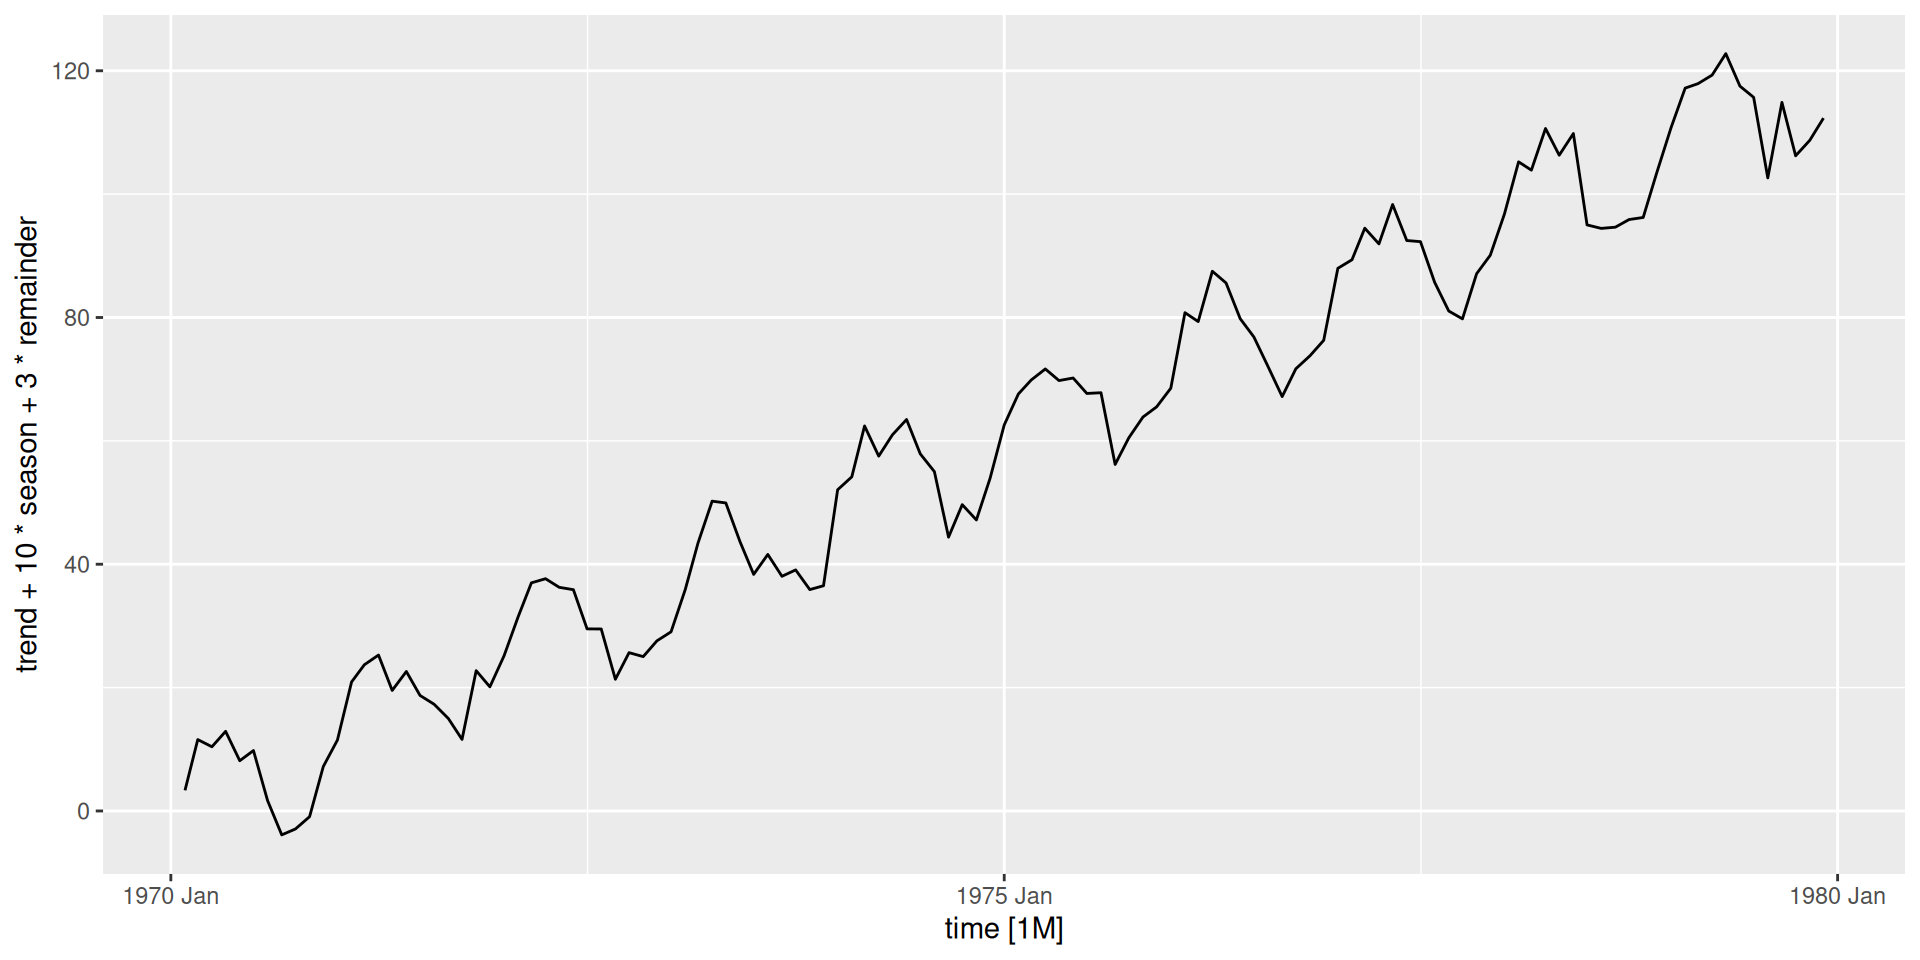 120
80
40
0
trend + 10 * season + 3 * remainder
1970 Jan
1975 Jan
1980 Jan
time [1M]